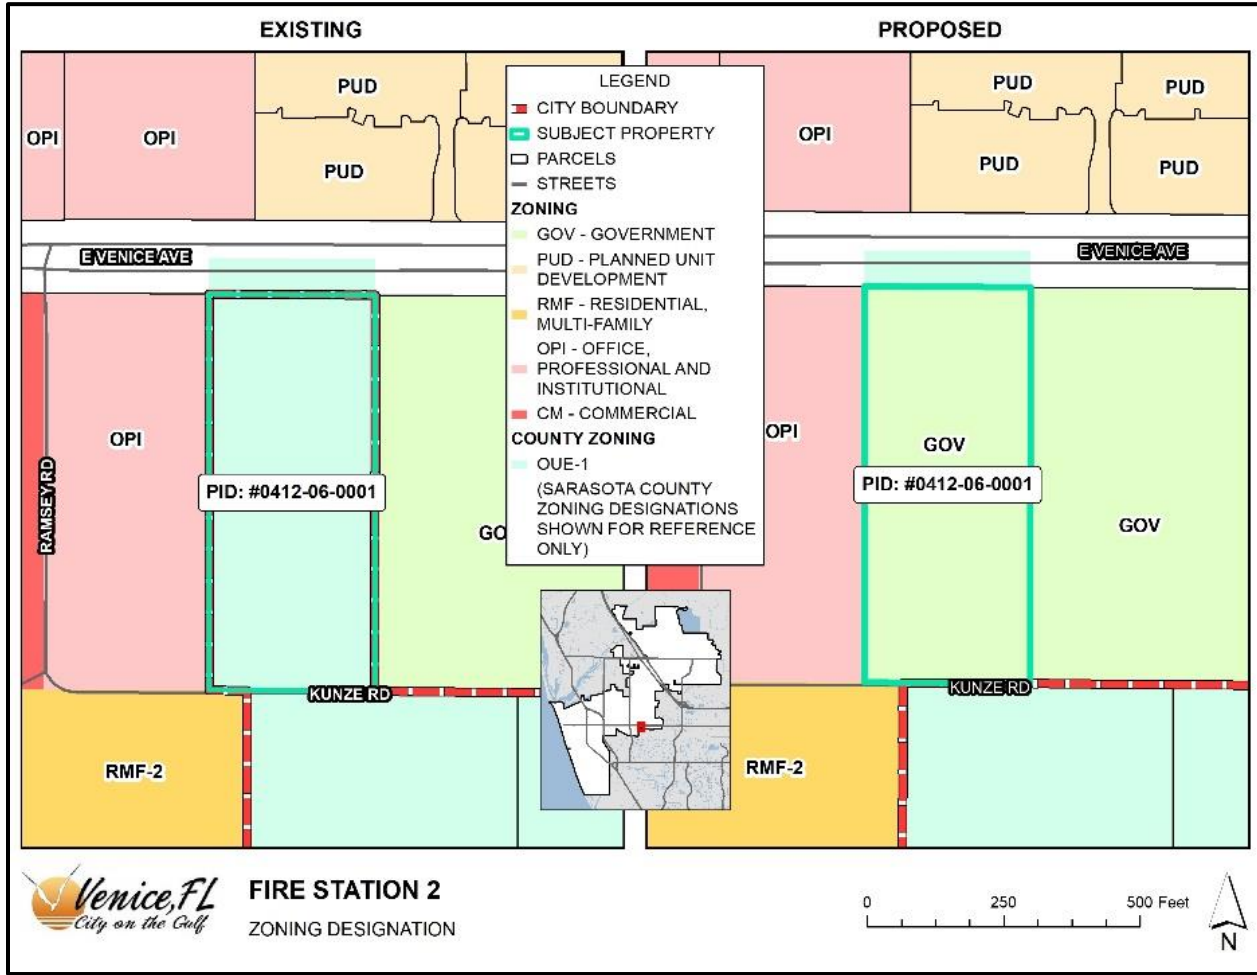 EXISTING
PROPOSED
PUD
PUD
OPI
OPI
PUD
E VENICE AVE
OPI
RAMSEY RD
PID: #0412-06-0001
GO
KUNZE RD
RMF-2
LEGEND
CITY BOUNDARY
SUBJECT PROPERTY
PARCELS
STREETS
ZONING
GOV - GOVERNMENT
PUD - PLANNED UNIT
DEVELOPMENT
RMF - RESIDENTIAL,
MULTI-FAMILY
OPI - OFFICE,
PROFESSIONAL AND
INSTITUTIONAL
CM - COMMERCIAL
COUNTY ZONING
OUE-1
(SARASOTA COUNTY
ZONING DESIGNATIONS
SHOWN FOR REFERENCE
ONLY)
PUD
PUD
OPI
PUD
PUD
E VENICE AVE
OPI
GOV
PID: #0412-06-0001
GOV
KUNZE RD
RMF-2
Venice, FL
City on the Gulf
FIRE STATION 2
ZONING DESIGNATION
0 250 500 Feet
N